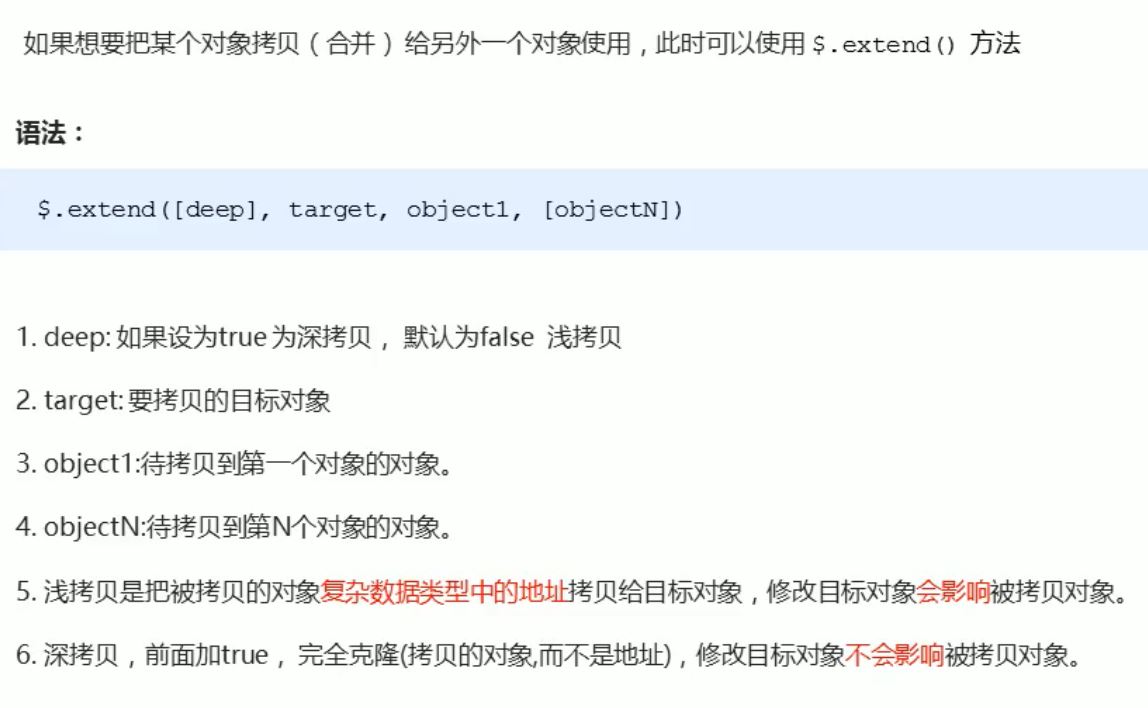 如果想要把某个对象拷贝（合并）给另外一个对象使用，此时可以使用 $.extend() 方法
语法：
$.extend([deep], target, object1, [objectN])
1. deep: 如果设为true 为深拷贝， 默认为false 浅拷贝
2. target: 要拷贝的目标对象
3. object1:待拷贝到第一个对象的对象。
4. objectN:待拷贝到第N个对象的对象。
5. 浅拷贝是把被拷贝的对象复杂数据类型中的地址拷贝给目标对象，修改目标对象会影响被拷贝对象。
6. 深拷贝，前面加true， 完全克隆(拷贝的对象,而不是地址)，修改目标对象不会影响被拷贝对象。